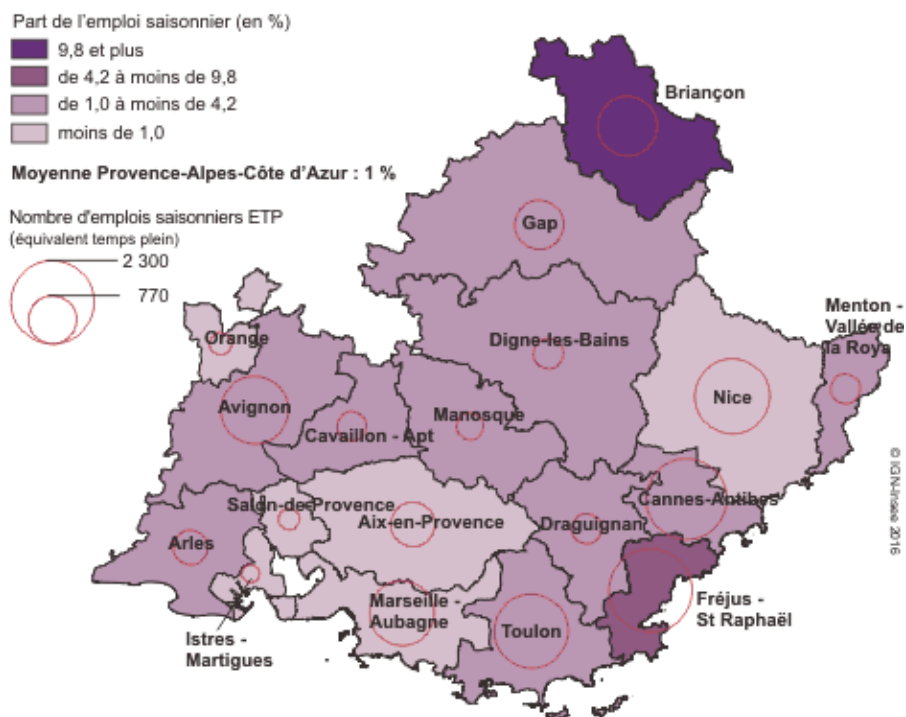 Part de l'emploi saisonnier (en %)
9,8 et plus
de 4,2 à moins de 9,8
de 1,0 à moins de 4,2
moins de 1,0
Moyenne Provence-Alpes-Côte d'Azur : 1 %
Nombre d'emplois saisonniers ETP
(équivalent temps plein)
2 300
770
Briançon
Gap
Menton -
Vallée de
la Roya
Orange
Digne-les-Bains
Nice
Avignon
Manosque
Cavaillon - Apt
Salon-de-Provence
Cannes-Antibes
Aix-en-Provence
Draguignan
Arles
Marseille -
Aubagne
Fréjus -
St Raphaël
Toulon
Istres -
Martigues
© IGN-Insee 2016